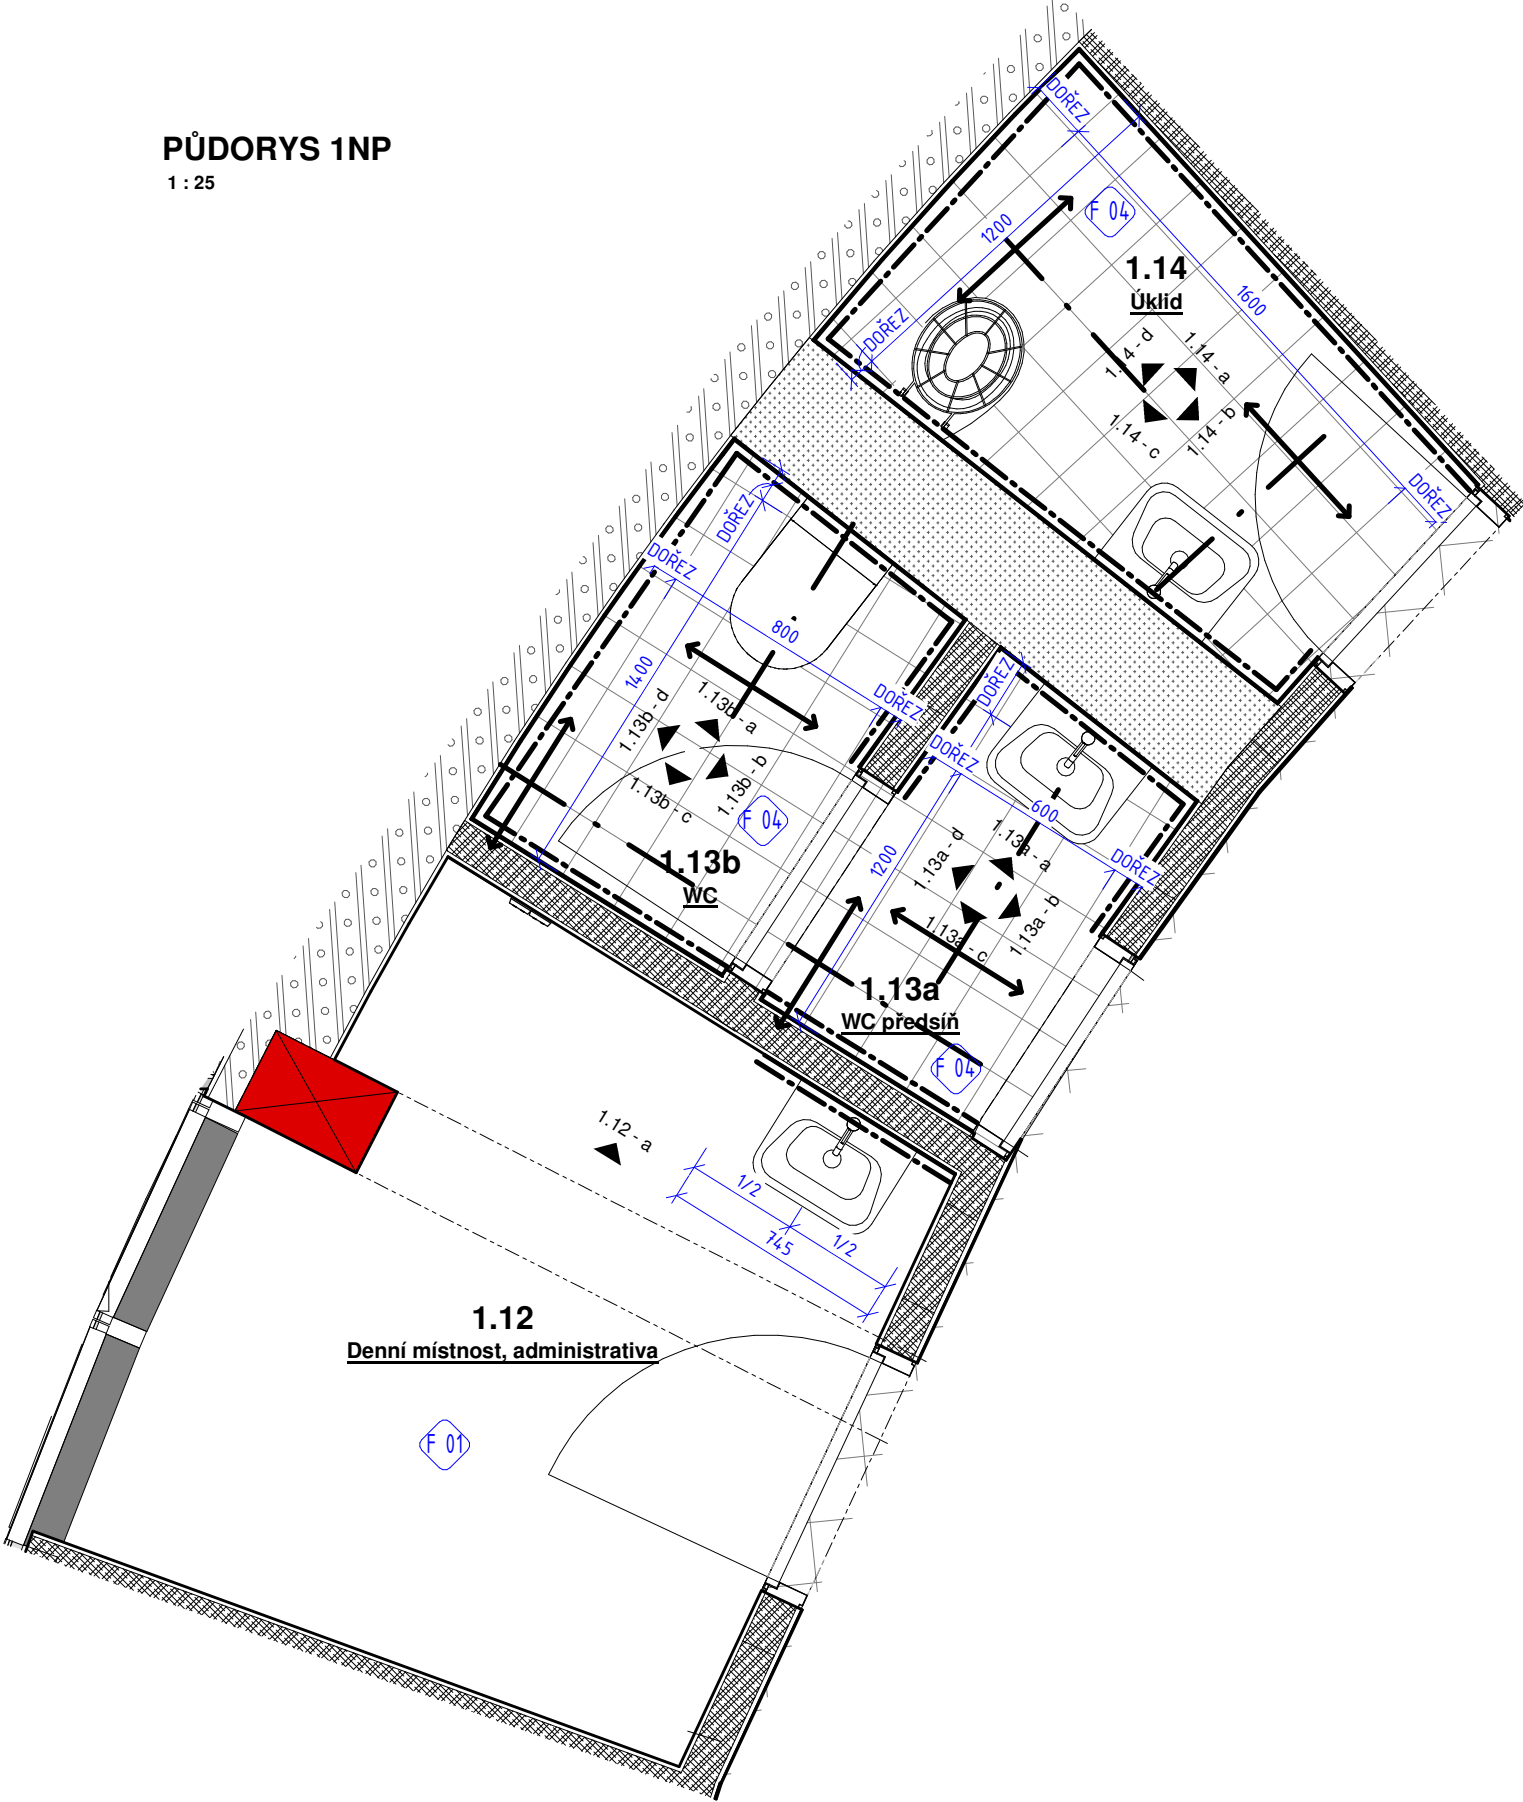 PŮDORYS 1NP
1 : 25
DOŘEZ
1200
F 04
1.14
Úklid
1600
DOŘEZ
1.14 - a
1.14 - b
1.14 - c
DOŘEZ
DOŘEZ
DOŘEZ
800
1400
DOŘEZ
1.13b - d
1.13b - a
1.13b - b
1.13b - c
F 04
1.13b
WC
DOŘEZ
DOŘEZ
600
DOŘEZ
1200
1.13a - d
1.13a - a
1.13a - b
1.13a - c
1.13a
WC předsíň
F 04
1.12 - a
1/2
1/2
745
1.12
Denní místnost, administrativa
F 01